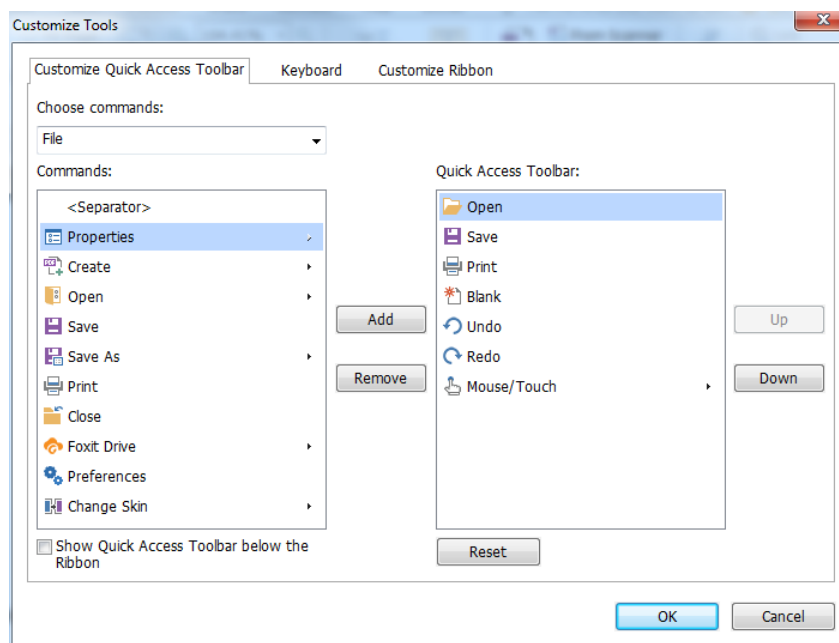 Customize Tools
Customize Quick Access Toolbar
Keyboard
Customize Ribbon
Choose commands:
File
Commands:
<Separator>
Properties
Create
Open
Save
Save As
Print
Close
Foxit Drive
Preferences
Change Skin
Show Quick Access Toolbar below the
Ribbon
Add
Remove
Quick Access Toolbar:
Open
Save
Print
Blank
Undo
Redo
Mouse/Touch
Reset
Up
Down
OK
Cancel